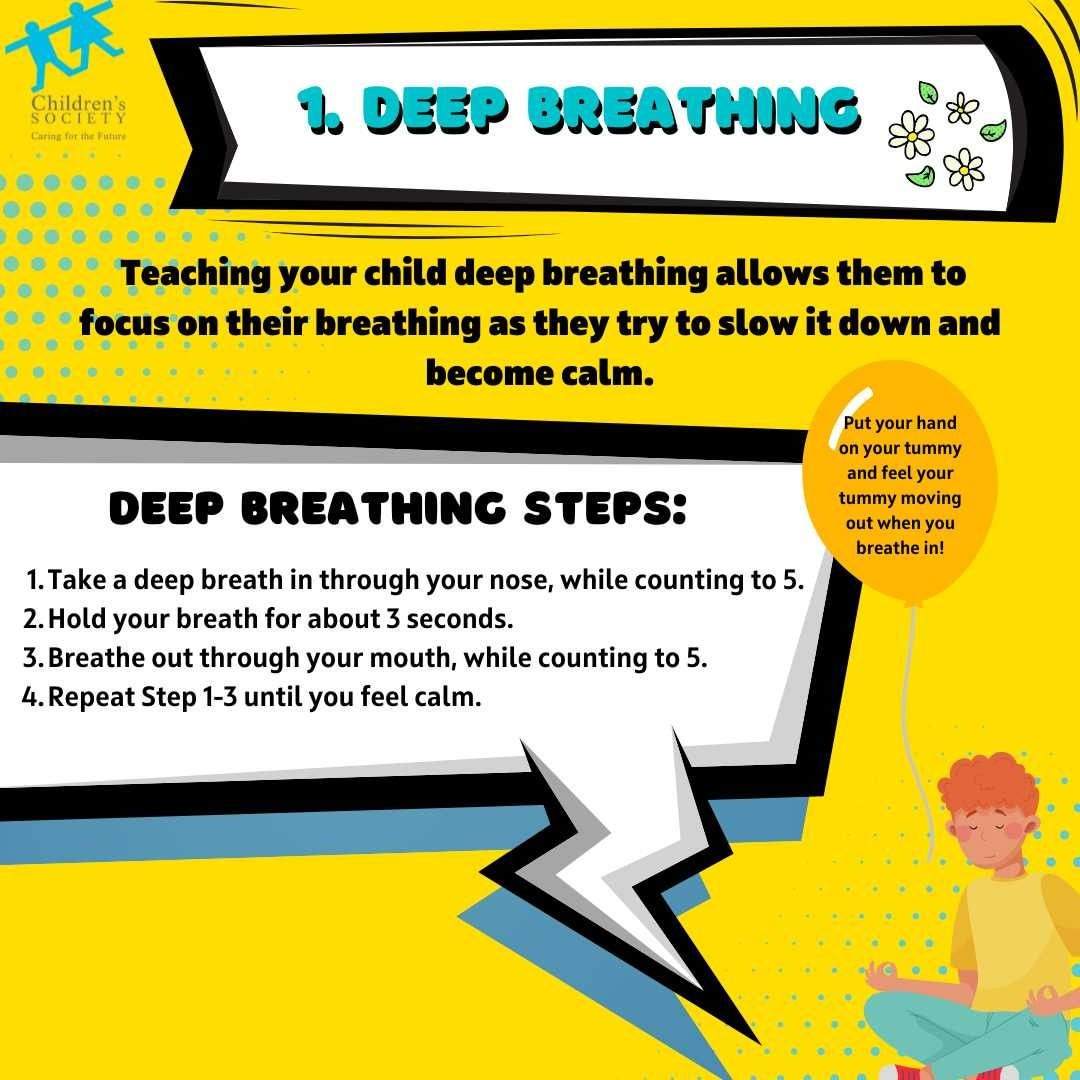 Children's
SOCIETY
Caring for the Future
1. DEEP BREATHING
Teaching your child deep breathing allows them to
focus on their breathing as they try to slow it down and
become calm.
Put your hand
on your tummy
and feel your
tummy moving
out when you
breathe in!
DEEP BREATHING STEPS:
1. Take a deep breath in through your nose, while counting to 5.
2. Hold your breath for about 3 seconds.
3. Breathe out through your mouth, while counting to 5.
4. Repeat Step 1-3 until you feel calm.